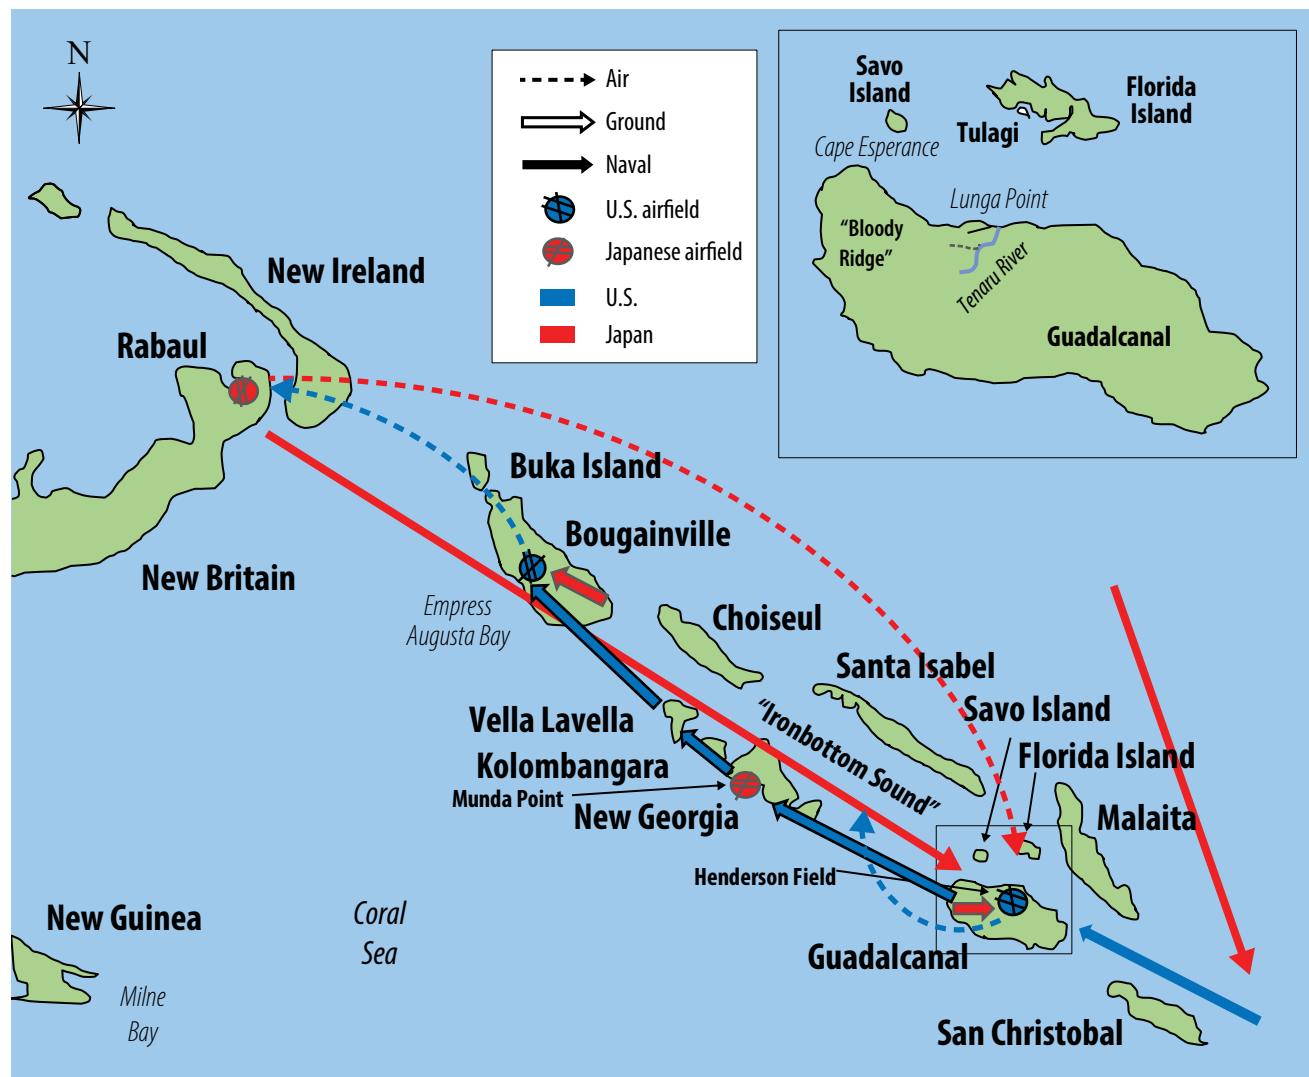 N
Air
Ground
Naval
U.S. airfield
Japanese airfield
U.S.
Japan
Savo
Island
Florida
Island
Tulagi
Cape Esperance
Lunga Point
“Bloody
Ridge”
Tenaru River
Guadalcanal
New Ireland
Rabaul
New Britain
Buka Island
Bougainville
Empress
Augusta Bay
Choiseul
Santa Isabel
Savo Island
Florida Island
Vella Lavella
Kolombangara
Munda Point
New Georgia
“Ironbottom Sound”
Malaita
Henderson Field
Guadalcanal
New Guinea
Coral
Sea
Milne
Bay
San Christobal